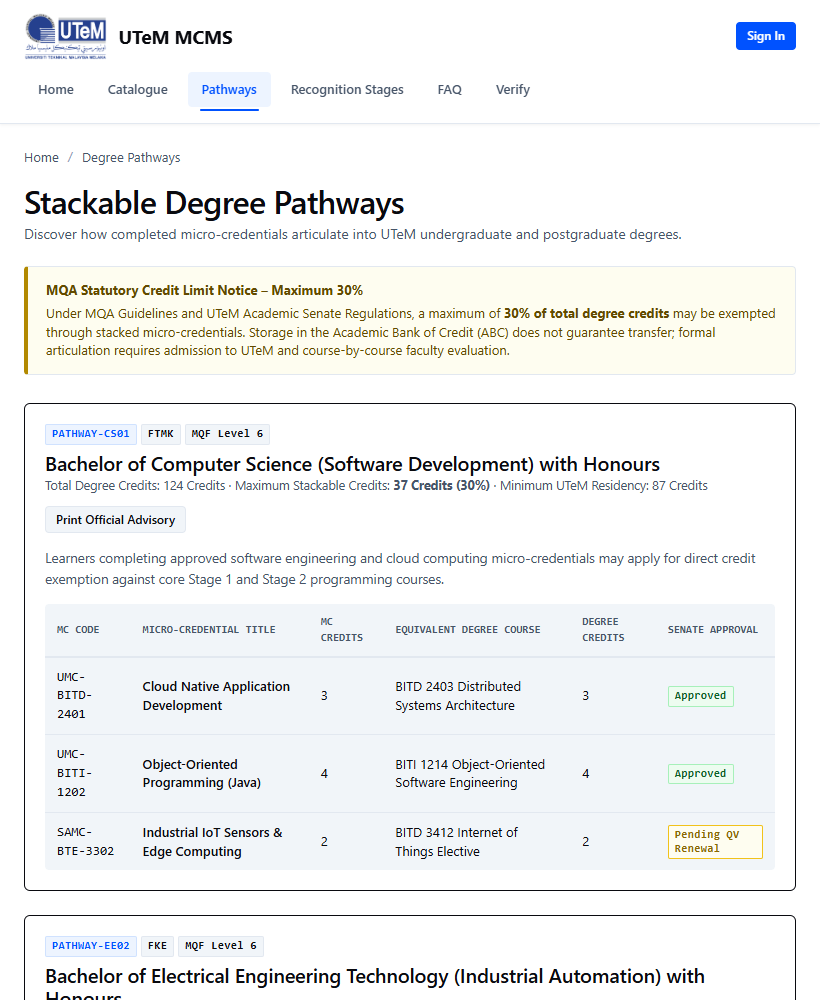 UTeM
UNIVERSITI TEKNIKAL MALAYSIA MELAKA
UTeM MCMS
Sign In
Home
Catalogue
Pathways
Recognition Stages
FAQ
Verify
Home / Degree Pathways
Stackable Degree Pathways
Discover how completed micro-credentials articulate into UTeM undergraduate and postgraduate degrees.
MQA Statutory Credit Limit Notice – Maximum 30%
Under MQA Guidelines and UTeM Academic Senate Regulations, a maximum of 30% of total degree credits may be exempted
through stacked micro-credentials. Storage in the Academic Bank of Credit (ABC) does not guarantee transfer; formal
articulation requires admission to UTeM and course-by-course faculty evaluation.
PATHWAY-CS01 FTMK MQF Level 6
Bachelor of Computer Science (Software Development) with Honours
Total Degree Credits: 124 Credits · Maximum Stackable Credits: 37 Credits (30%) · Minimum UTeM Residency: 87 Credits
Print Official Advisory
Learners completing approved software engineering and cloud computing micro-credentials may apply for direct credit
exemption against core Stage 1 and Stage 2 programming courses.
MC CODE
MICRO-CREDENTIAL TITLE
MC
CREDITS
EQUIVALENT DEGREE COURSE
DEGREE
CREDITS
SENATE APPROVAL
UMC-
BITD-
2401
Cloud Native Application
Development
3
BITD 2403 Distributed
Systems Architecture
3
Approved
UMC-
BITI-
1202
Object-Oriented
Programming (Java)
4
BITI 1214 Object-Oriented
Software Engineering
4
Approved
SAMC-
BTE-3302
Industrial IoT Sensors &
Edge Computing
2
BITD 3412 Internet of
Things Elective
2
Pending QV
Renewal
PATHWAY-EE02 FKE MQF Level 6
Bachelor of Electrical Engineering Technology (Industrial Automation) with
Honours